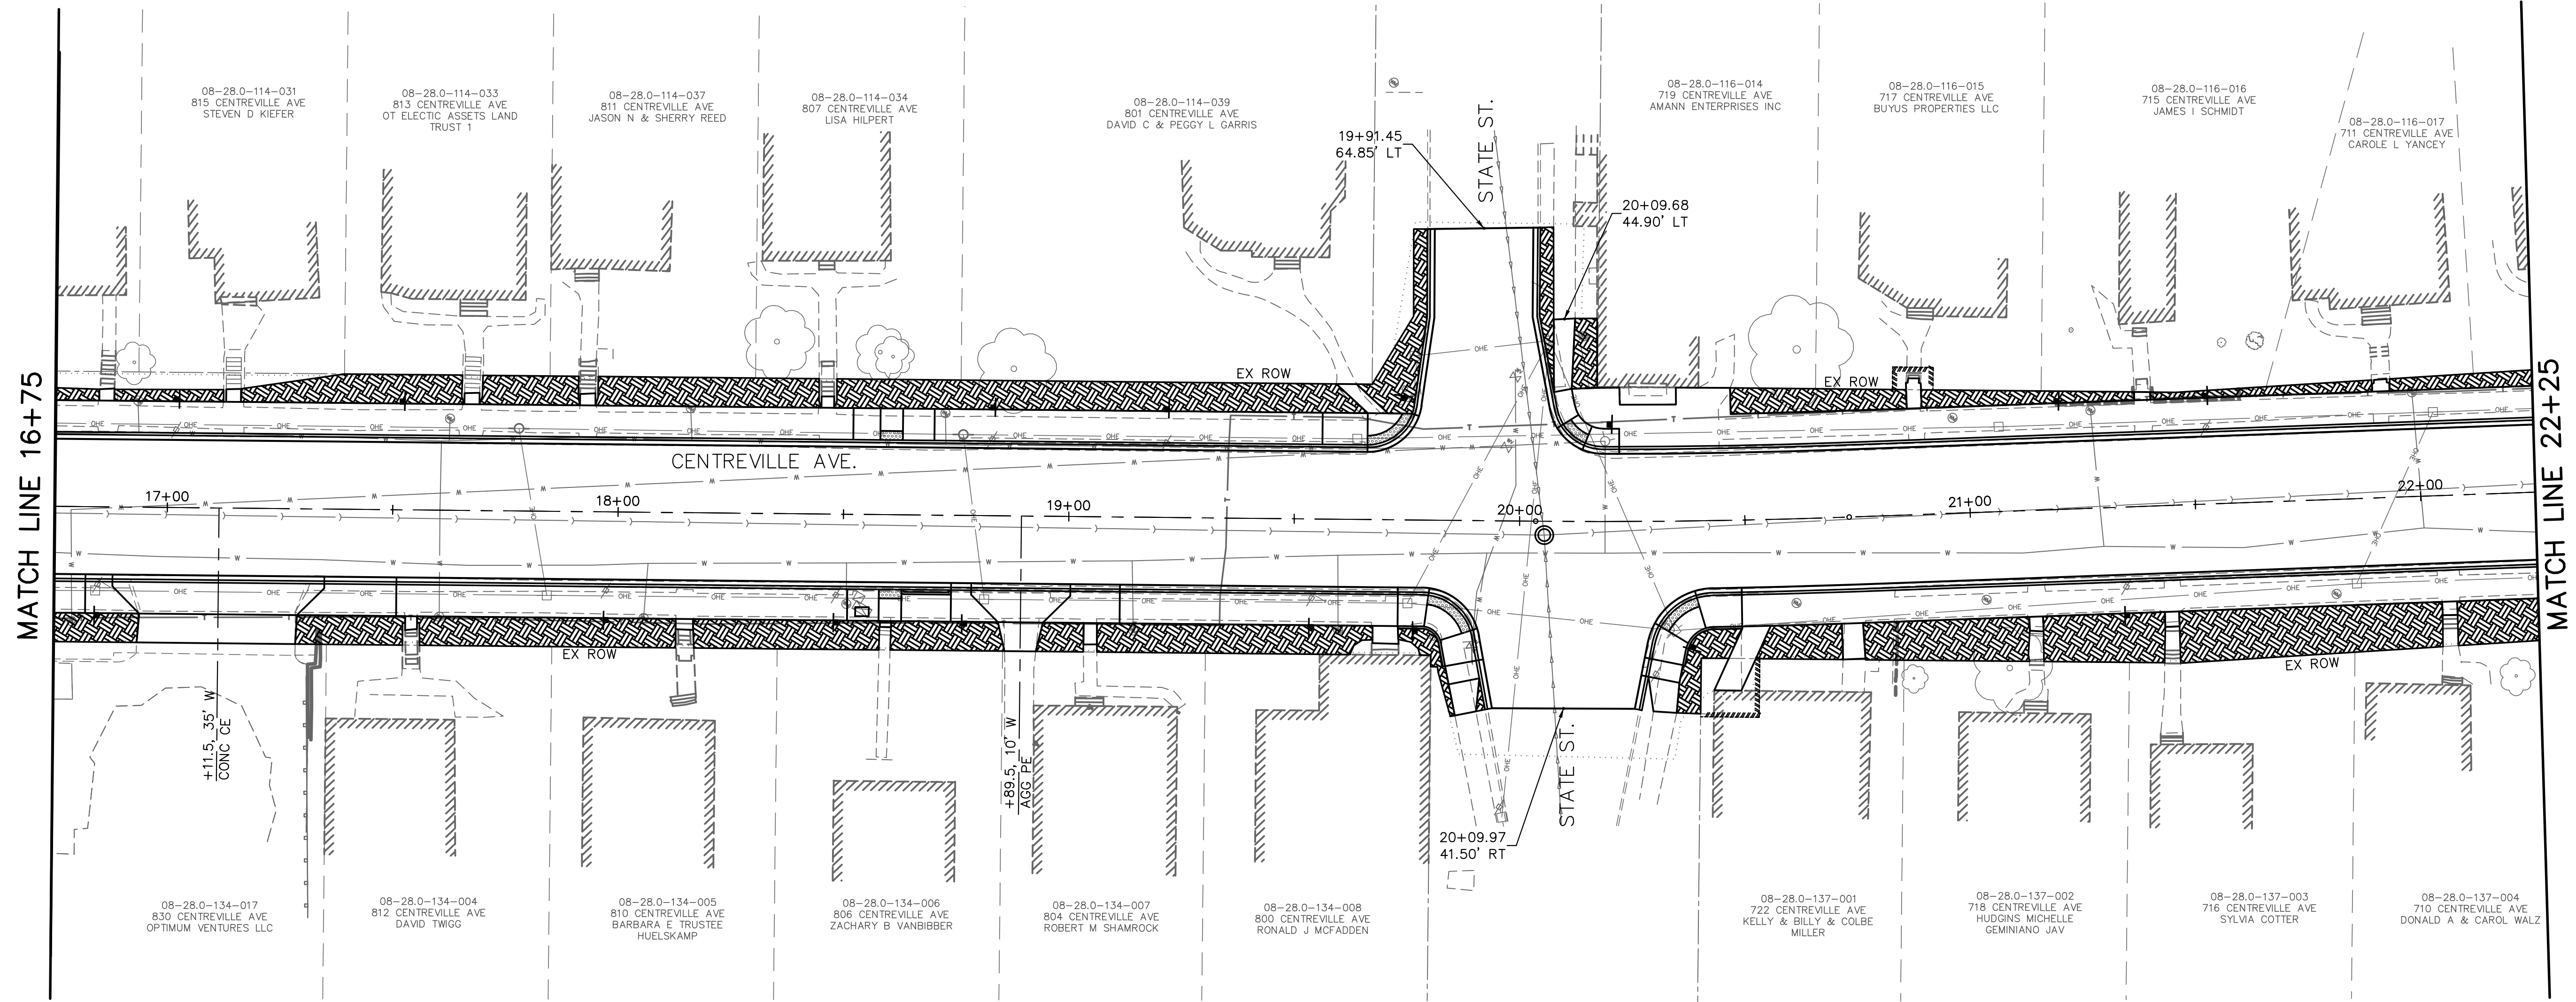 08-28.0-114-031
815 CENTREVILLE AVE
STEVEN D KIEFER
08-28.0-114-033
813 CENTREVILLE AVE
OT ELECTIC ASSETS LAND
TRUST 1
08-28.0-114-037
811 CENTREVILLE AVE
JASON N & SHERRY REED
08-28.0-114-034
807 CENTREVILLE AVE
LISA HILPERT
08-28.0-114-039
801 CENTREVILLE AVE
DAVID C & PEGGY L GARRIS
08-28.0-116-014
719 CENTREVILLE AVE
AMANN ENTERPRISES INC
08-28.0-116-015
717 CENTREVILLE AVE
BUYUS PROPERTIES LLC
08-28.0-116-016
715 CENTREVILLE AVE
JAMES I SCHMIDT
08-28.0-116-017
711 CENTREVILLE AVE
CAROLE L YANCEY
19+91.45
64.85' LT
STATE ST.
20+09.68
44.90' LT
EX ROW
EX ROW
MATCH LINE 16+75
MATCH LINE 22+25
CENTREVILLE AVE.
17+00
18+00
19+00
20+00
21+00
22+00
EX ROW
EX ROW
+11.5, 35' W
CONC CE
+89.5, 10' W
AGG PE
STATE ST.
20+09.97
41.50' RT
08-28.0-134-017
830 CENTREVILLE AVE
OPTIMUM VENTURES LLC
08-28.0-134-004
812 CENTREVILLE AVE
DAVID TWIGG
08-28.0-134-005
810 CENTREVILLE AVE
BARBARA E TRUSTEE
HUELSKAMP
08-28.0-134-006
806 CENTREVILLE AVE
ZACHARY B VANBIBBER
08-28.0-134-007
804 CENTREVILLE AVE
ROBERT M SHAMROCK
08-28.0-134-008
800 CENTREVILLE AVE
RONALD J MCFADDEN
08-28.0-137-001
722 CENTREVILLE AVE
KELLY & BILLY & COLBE
MILLER
08-28.0-137-002
718 CENTREVILLE AVE
HUDGINS MICHELLE
GEMINIANO JAV
08-28.0-137-003
716 CENTREVILLE AVE
SYLVIA COTTER
08-28.0-137-004
710 CENTREVILLE AVE
DONALD A & CAROL WALZ